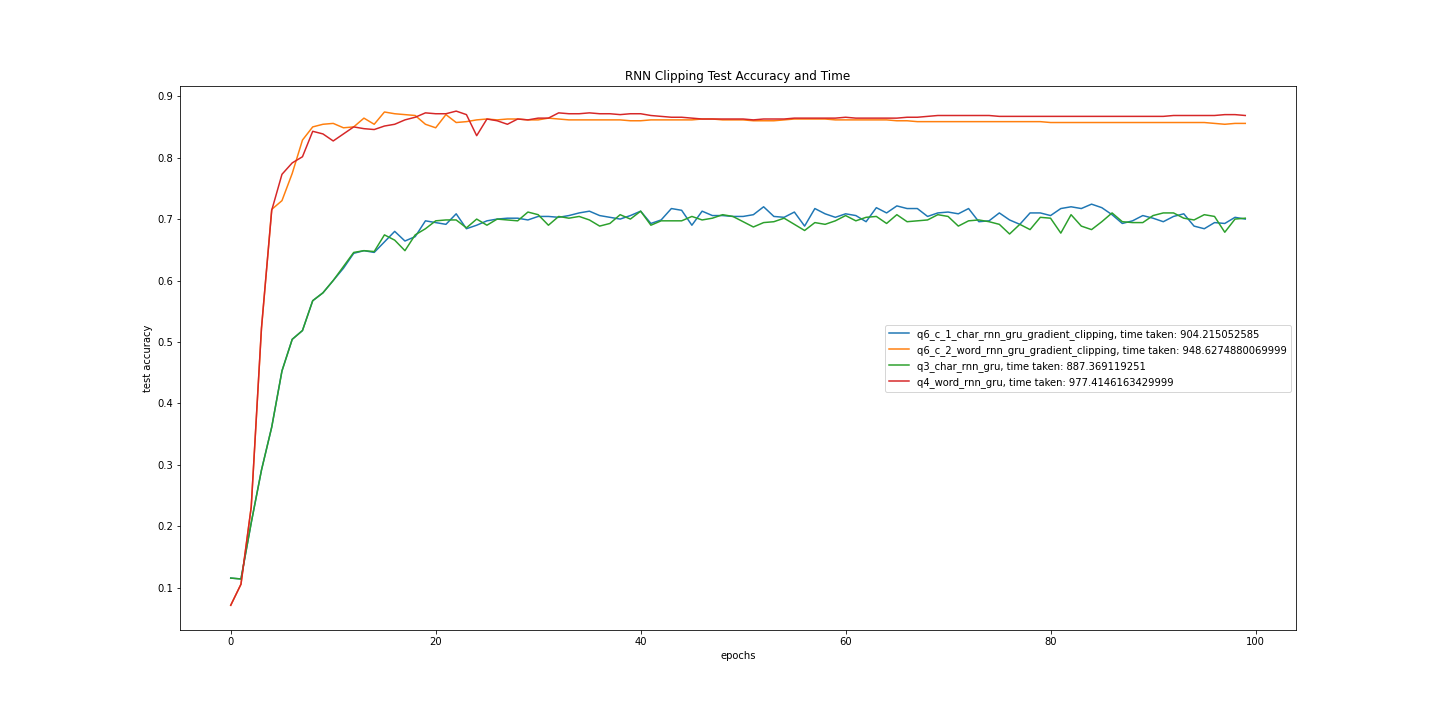 RNN Clipping Test Accuracy and Time
0.9
0.8
0.7
0.6
0.5
0.4
0.3
0.2
0.1
test accuracy
q6_c_1_char_rnn_gru_gradient_clipping, time taken: 904.215052585
q6_c_2_word_rnn_gru_gradient_clipping, time taken: 948.6274880069999
q3_char_rnn_gru, time taken: 887.369119251
q4_word_rnn_gru, time taken: 977.4146163429999
0 20 40 60 80 100
epochs